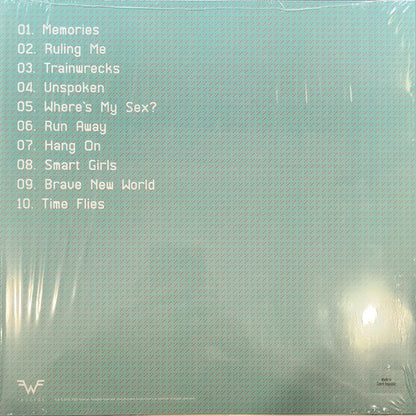 01. Memories
02. Ruling Me
03. Trainwrecks
04. Unspoken
05. Where's My Sex?
06. Run Away
07. Hang On
08. Smart Girls
09. Brave New World
10. Time Flies